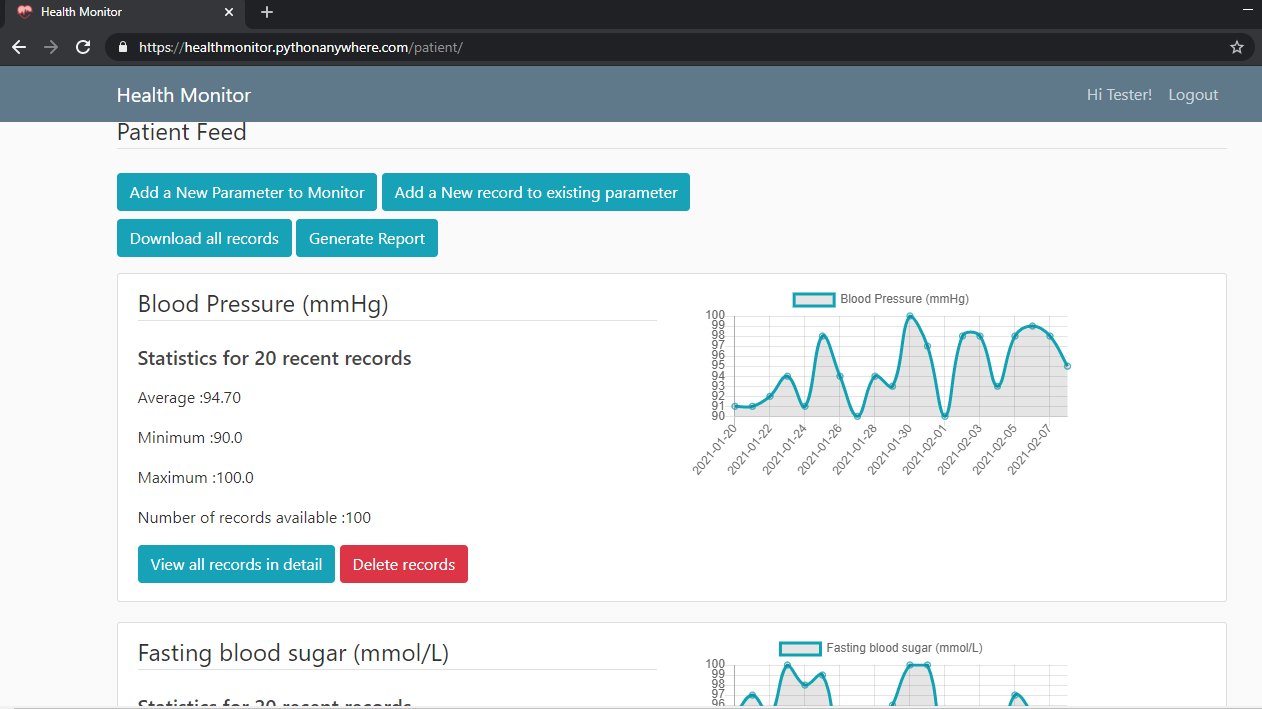 Health Monitor
https://healthmonitor.pythonanywhere.com/patient/
Health Monitor Hi Tester! Logout
Patient Feed
Add a New Parameter to Monitor Add a New record to existing parameter
Download all records Generate Report
Blood Pressure (mmHg)
Statistics for 20 recent records
Average :94.70
Minimum :90.0
Maximum :100.0
Number of records available :100
View all records in detail Delete records
Blood Pressure (mmHg)
100
99
98
97
96
95
94
93
92
91
90
2021-01-20 2021-01-22 2021-01-24 2021-01-26 2021-01-28 2021-01-30 2021-02-01 2021-02-03 2021-02-05 2021-02-07
Fasting blood sugar (mmol/L)
Statistics for 20 recent records
Fasting blood sugar (mmol/L)
100
99
98
97
96